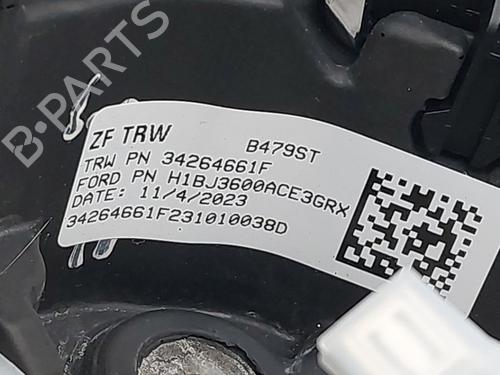 B-PARTS
ZF TRW B479ST
TRW PN 34264661F
FORD PN H1BJ3600ACE3GRX
DATE: 11/4/2023
34264661F231010038D